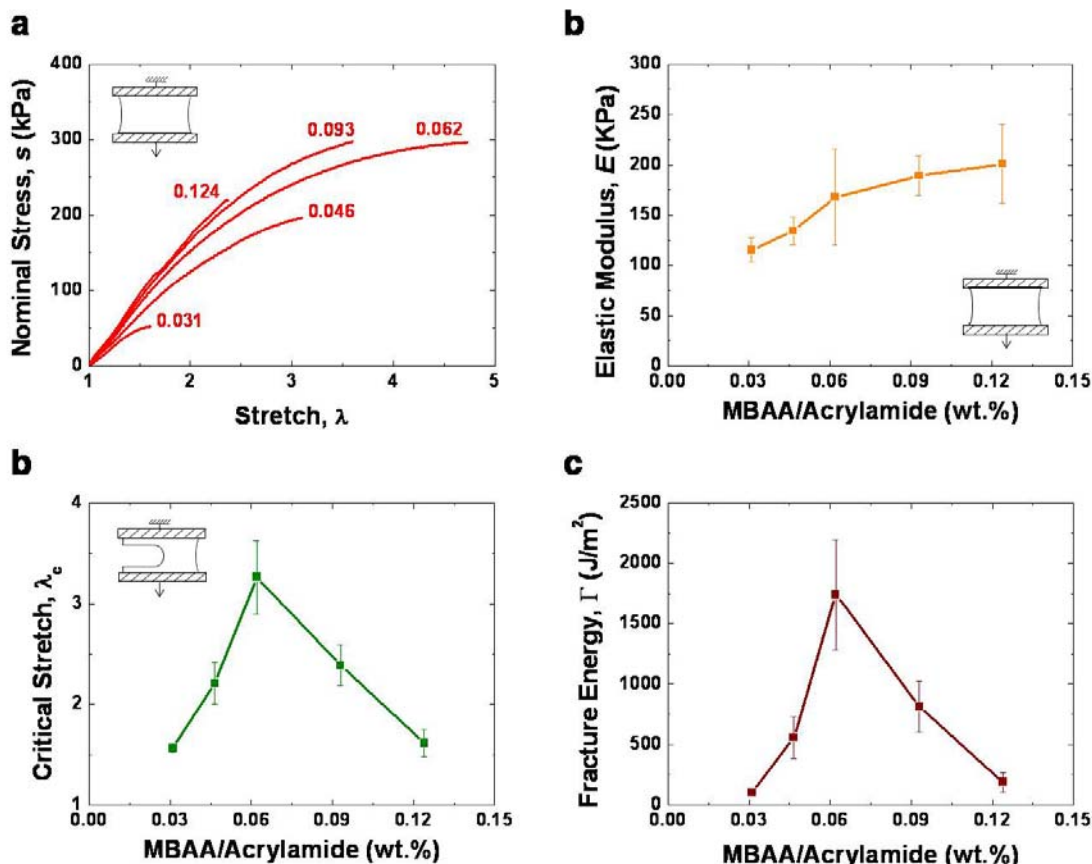 a
400
300
200
100
0
Nominal Stress, s (kPa)
0.093
0.062
0.124
0.046
0.031
1 2 3 4 5
Stretch, λ
b
300
250
200
150
100
50
0
Elastic Modulus, E (KPa)
0.00 0.03 0.06 0.09 0.12 0.15
MBAA/Acrylamide (wt.%)
b
4
3
2
1
Critical Stretch, λc
0.00 0.03 0.06 0.09 0.12 0.15
MBAA/Acrylamide (wt.%)
c
2500
2000
1500
1000
500
0
Fracture Energy, Γ (J/m²)
0.00 0.03 0.06 0.09 0.12 0.15
MBAA/Acrylamide (wt.%)